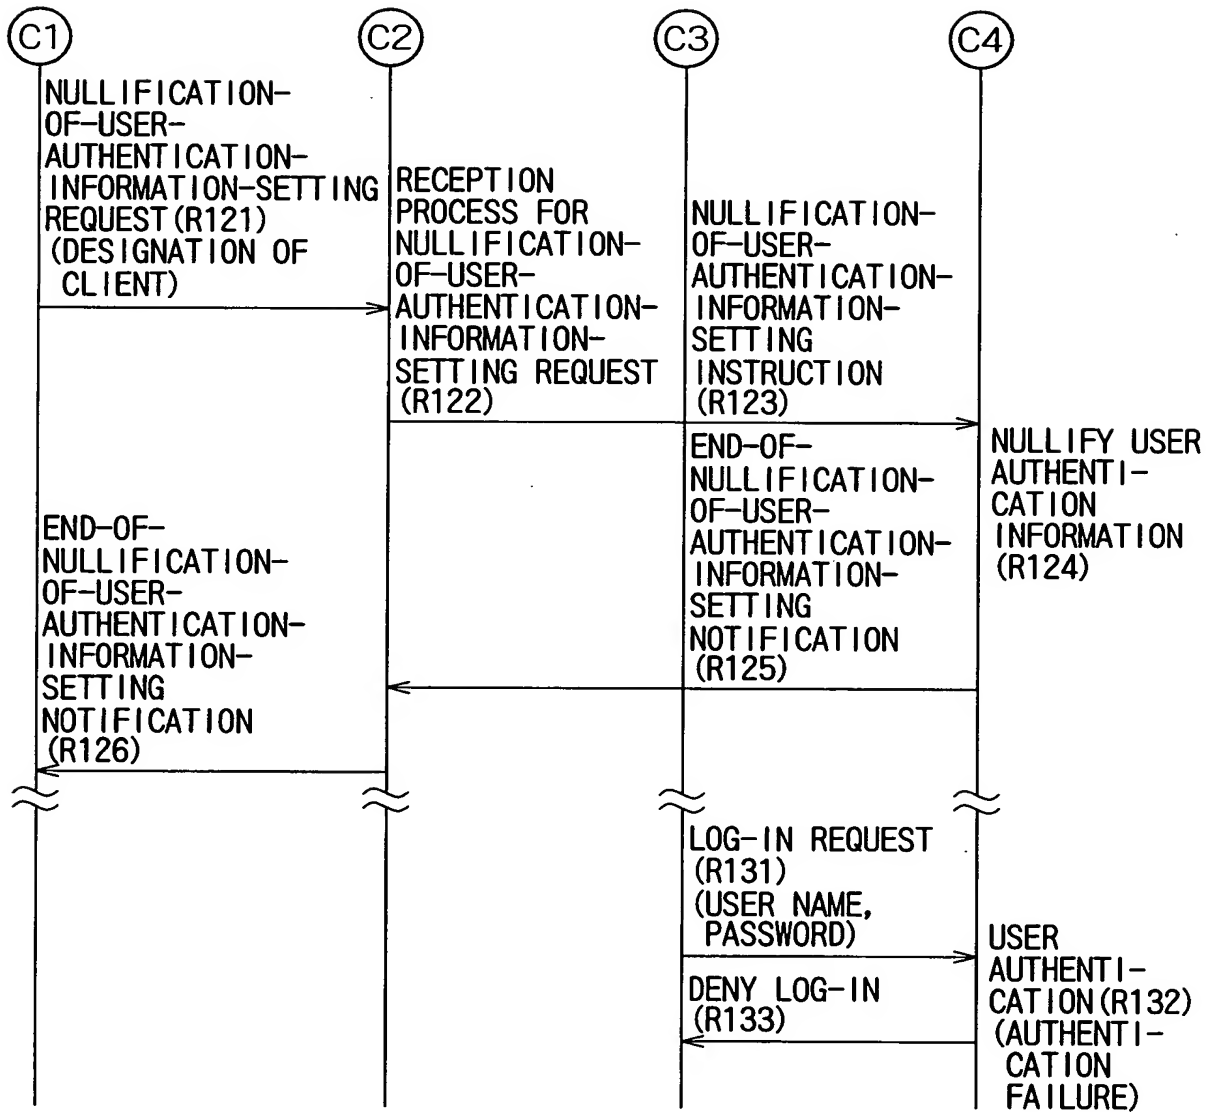 C1
C2
C3
C4
NULLIFICATION-
OF-USER-
AUTHENTICATION-
INFORMATION-SETTING
REQUEST(R121)
(DESIGNATION OF
CLIENT)
RECEPTION
PROCESS FOR
NULLIFICATION-
OF-USER-
AUTHENTICATION-
INFORMATION-
SETTING REQUEST
(R122)
NULLIFICATION-
OF-USER-
AUTHENTICATION-
INFORMATION-
SETTING
INSTRUCTION
(R123)
NULLIFY USER
AUTHENTI-
CATION
INFORMATION
(R124)
END-OF-
NULLIFICATION-
OF-USER-
AUTHENTICATION-
INFORMATION-
SETTING
NOTIFICATION
(R125)
END-OF-
NULLIFICATION-
OF-USER-
AUTHENTICATION-
INFORMATION-
SETTING
NOTIFICATION
(R126)
LOG-IN REQUEST
(R131)
(USER NAME,
PASSWORD)
USER
AUTHENTI-
CATION(R132)
(AUTHENTI-
CATION
FAILURE)
DENY LOG-IN
(R133)